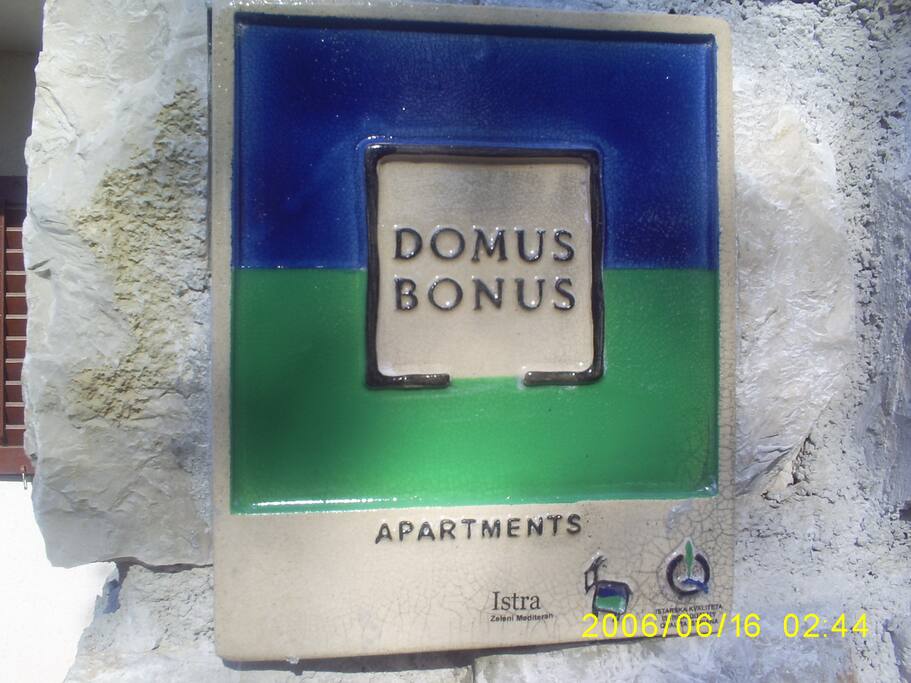 DOMUS
BONUS
APARTMENTS
Istra
Zeleni Mediteran
ISTARSKA KVALITETA
2006/06/16 02:44